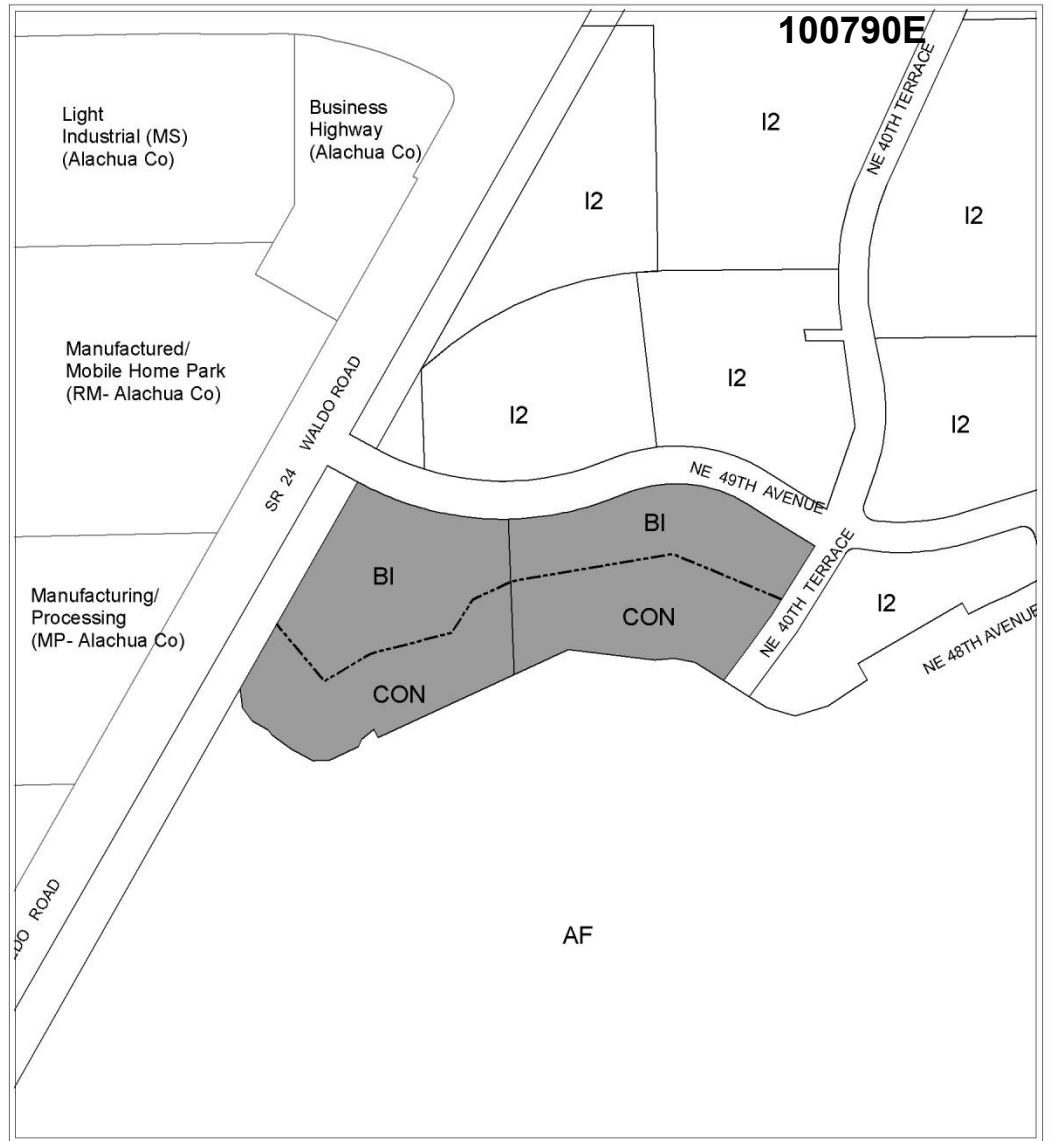 100790E
Light
Industrial (MS)
(Alachua Co)
Business
Highway
(Alachua Co)
I2
NE 40TH TERRACE
I2
I2
Manufactured/
Mobile Home Park
(RM- Alachua Co)
I2
I2
I2
SR 24 WALDO ROAD
NE 49TH AVENUE
BI
BI
Manufacturing/
Processing
(MP- Alachua Co)
CON
CON
NE 40TH TERRACE
I2
NE 48TH AVENUE
DO ROAD
AF